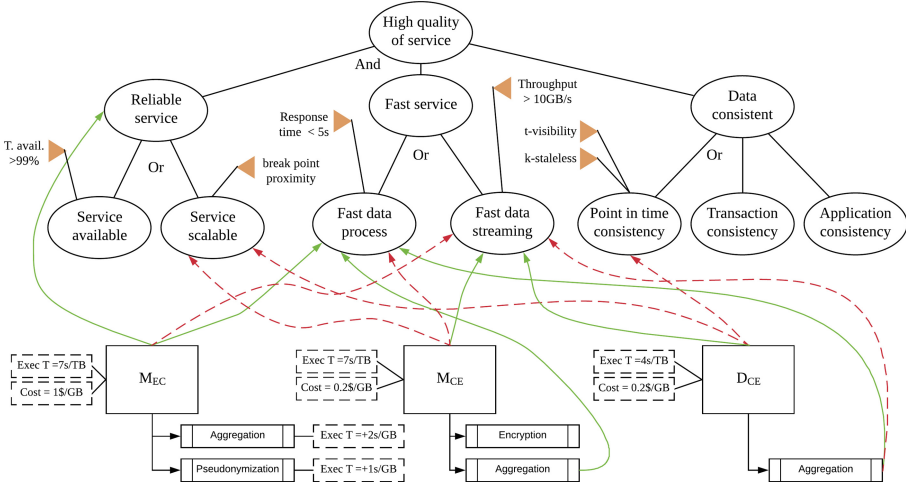 High quality
of service
And
Reliable
service
Fast service
Throughput
> 10GB/s
Data
consistent
Response
time < 5s
t-visibility
k-staleless
T. avail.
>99%
Or
break point
proximity
Or
Or
Service
available
Service
scalable
Fast data
process
Fast data
streaming
Point in time
consistency
Transaction
consistency
Application
consistency
Exec T =7s/TB
Cost = 1$/GB
MEC
Exec T =7s/TB
Cost = 0.2$/GB
MCE
Exec T =4s/TB
Cost = 0.2$/GB
DCE
Aggregation
Exec T =+2s/GB
Encryption
Pseudonymization
Exec T =+1s/GB
Aggregation
Aggregation